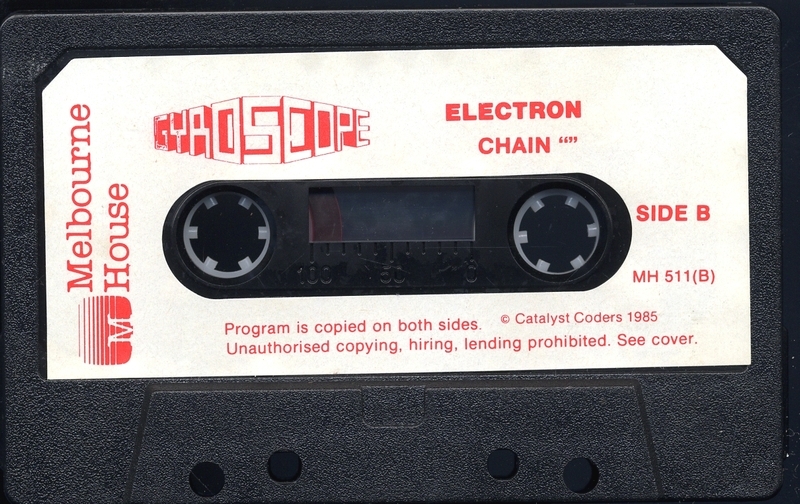 Melbourne
House
M
GYROSCOPE
ELECTRON
CHAIN “”
SIDE B
MH 511(B)
100 50 0
Program is copied on both sides. © Catalyst Coders 1985
Unauthorised copying, hiring, lending prohibited. See cover.